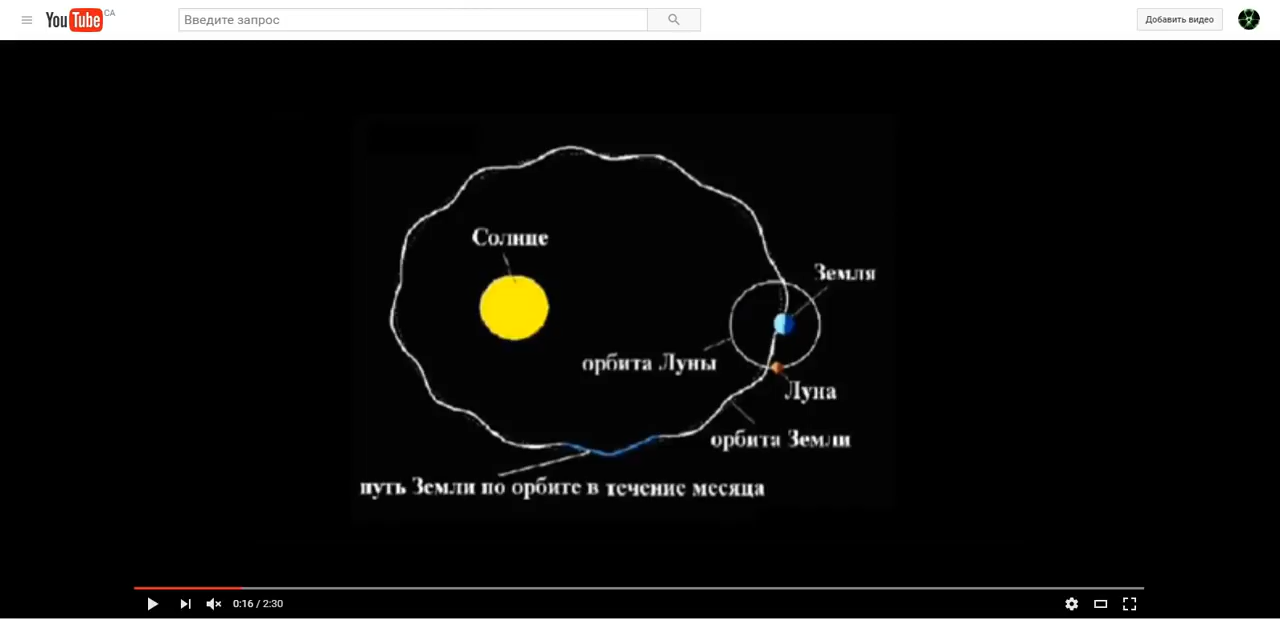 YouTube CA
Введите запрос
Добавить видео
Солнце
Земля
орбита Луны
Луна
орбита Земли
путь Земли по орбите в течение месяца
0:16 / 2:30